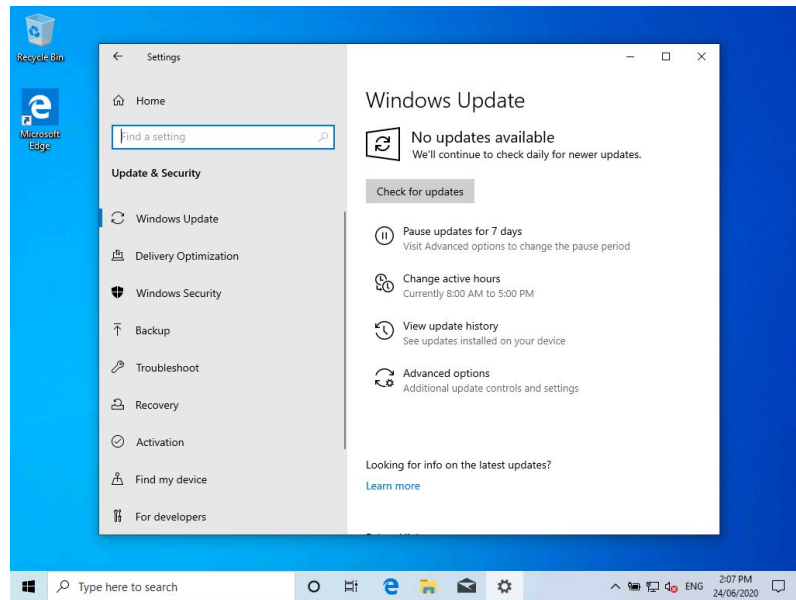 Recycle Bin
Microsoft
Edge
Settings
Home
Find a setting
Update & Security
Windows Update
Delivery Optimization
Windows Security
Backup
Troubleshoot
Recovery
Activation
Find my device
For developers
Windows Update
No updates available
We'll continue to check daily for newer updates.
Check for updates
Pause updates for 7 days
Visit Advanced options to change the pause period
Change active hours
Currently 8:00 AM to 5:00 PM
View update history
See updates installed on your device
Advanced options
Additional update controls and settings
Looking for info on the latest updates?
Learn more
Type here to search
ENG
2:07 PM
24/06/2020